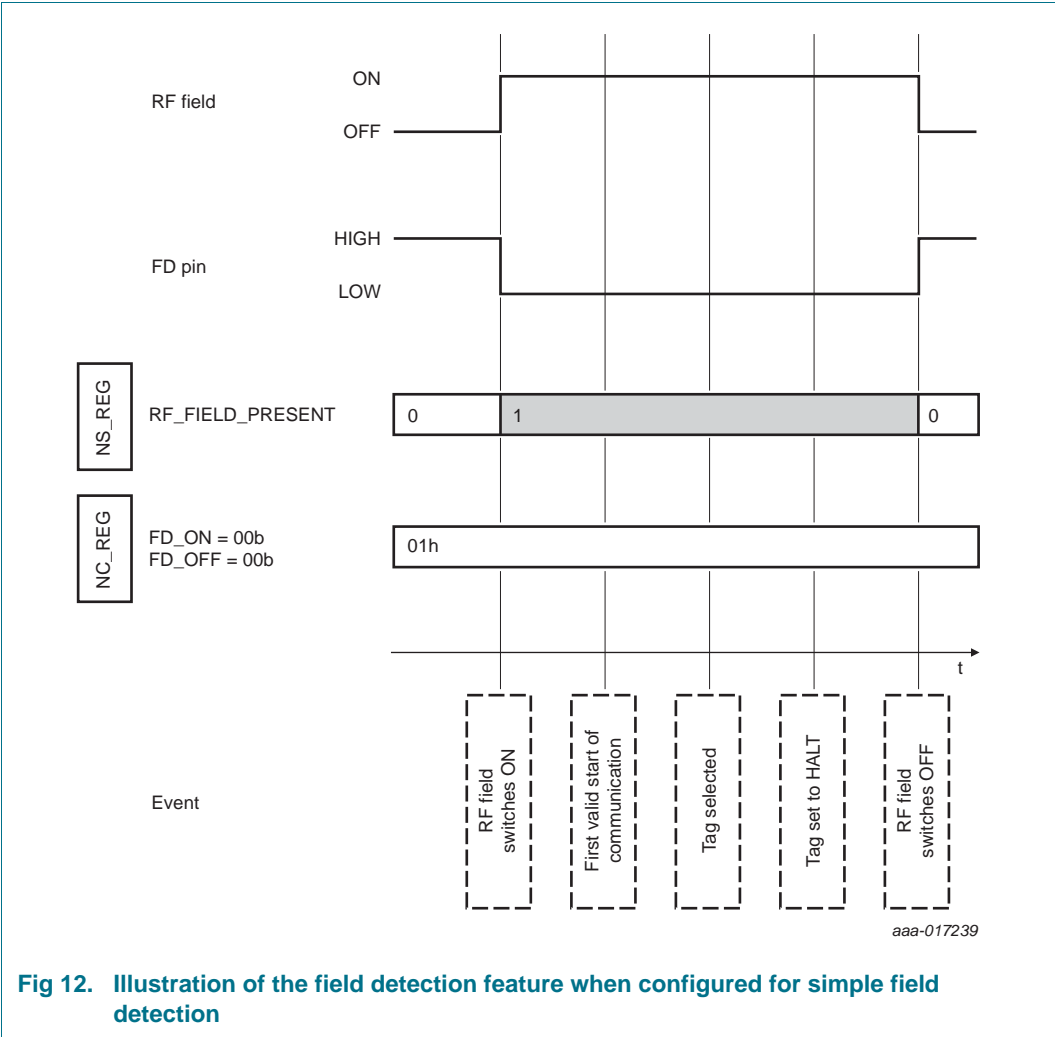 RF field
ON
OFF
FD pin
HIGH
LOW
NS_REG
RF_FIELD_PRESENT
0
1
0
NC_REG
FD_ON = 00b
FD_OFF = 00b
01h
t
Event
RF field
switches ON
First valid start of
communication
Tag selected
Tag set to HALT
RF field
switches OFF
aaa-017239
Fig 12. Illustration of the field detection feature when configured for simple field
detection